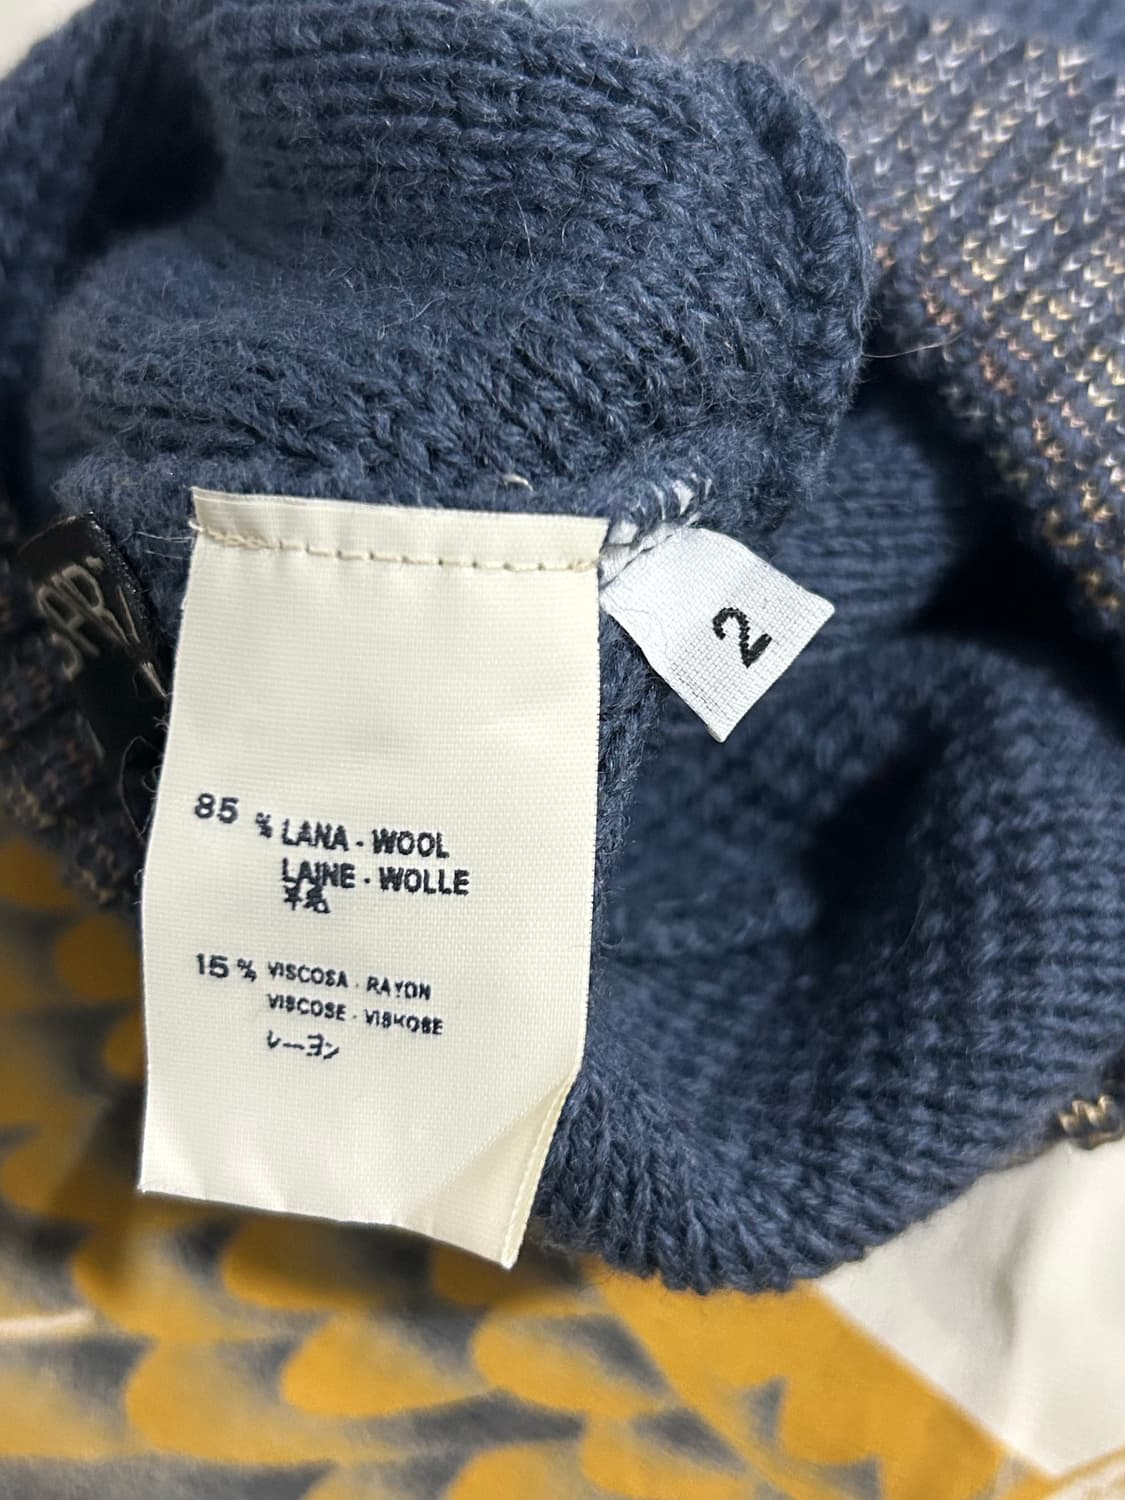 2
85 % LANA - WOOL
LAINE - WOLLE
羊毛
15 % VISCOSA - RAYON
VISCOSE - VISKOSE
レーヨン